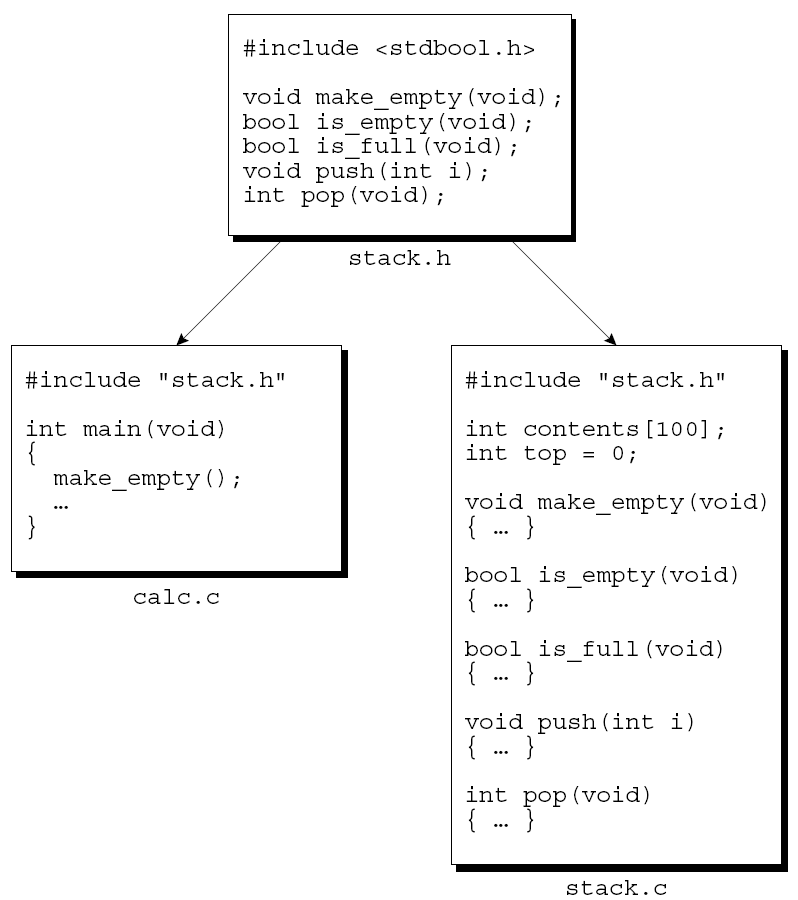 #include <stdbool.h>
void make_empty(void);
bool is_empty(void);
bool is_full(void);
void push(int i);
int pop(void);
stack.h
#include "stack.h"
int main(void)
{
  make_empty();
  …
}
calc.c
#include "stack.h"
int contents[100];
int top = 0;
void make_empty(void)
{ … }
bool is_empty(void)
{ … }
bool is_full(void)
{ … }
void push(int i)
{ … }
int pop(void)
{ … }
stack.c